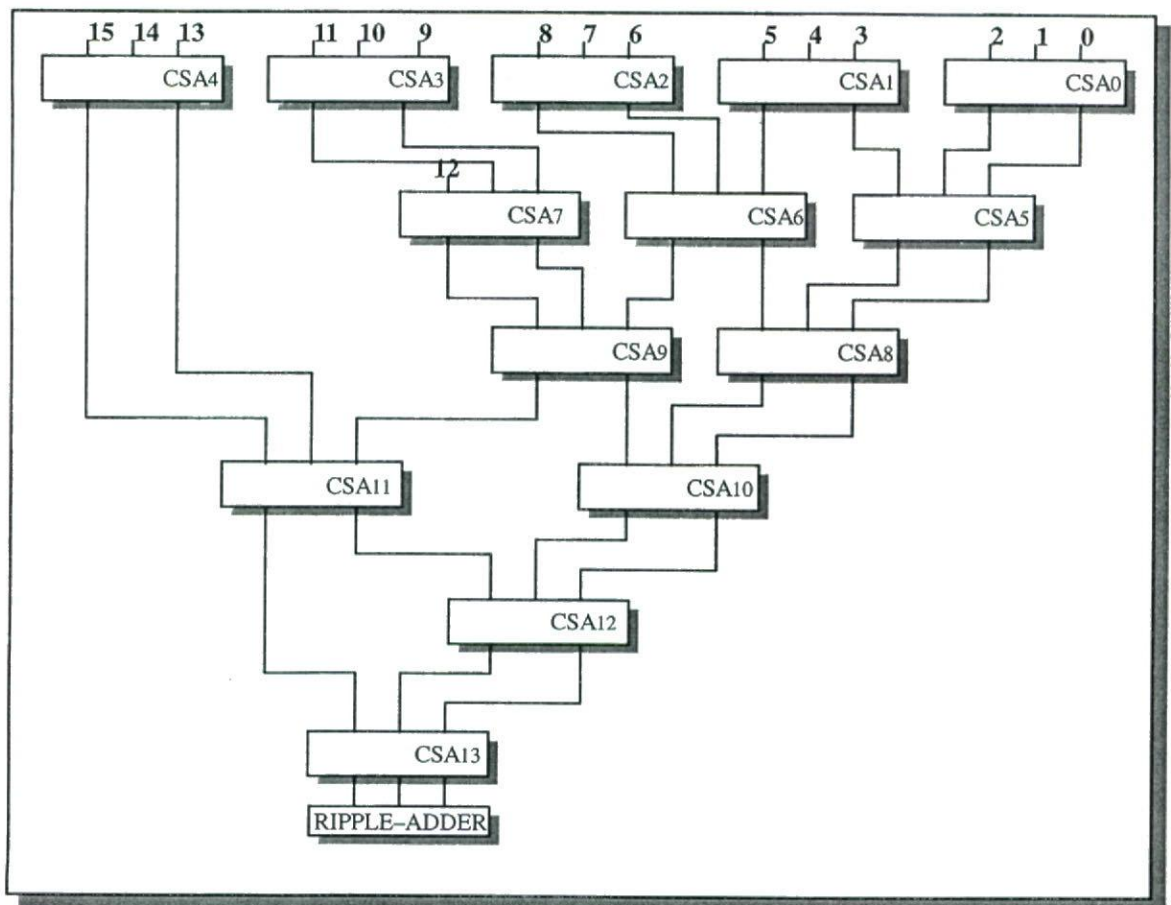 15 14 13 11 10 9 8 7 6 5 4 3 2 1 0
CSA4 CSA3 CSA2 CSA1 CSA0
12
CSA7 CSA6 CSA5
CSA9 CSA8
CSA11 CSA10
CSA12
CSA13
RIPPLE-ADDER